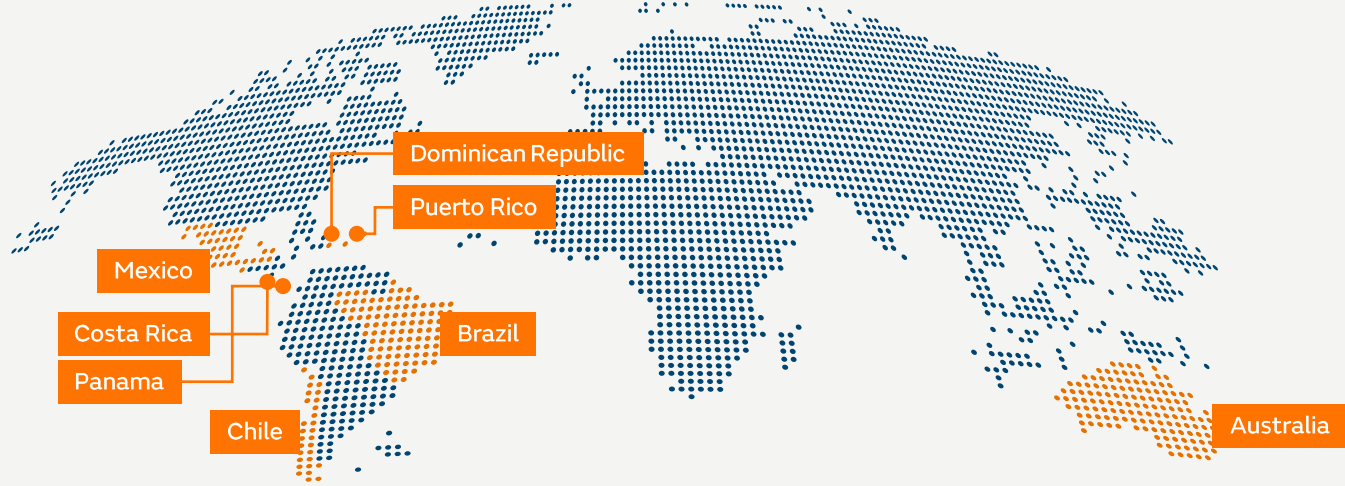 Dominican Republic
Puerto Rico
Mexico
Costa Rica
Brazil
Panama
Chile
Australia